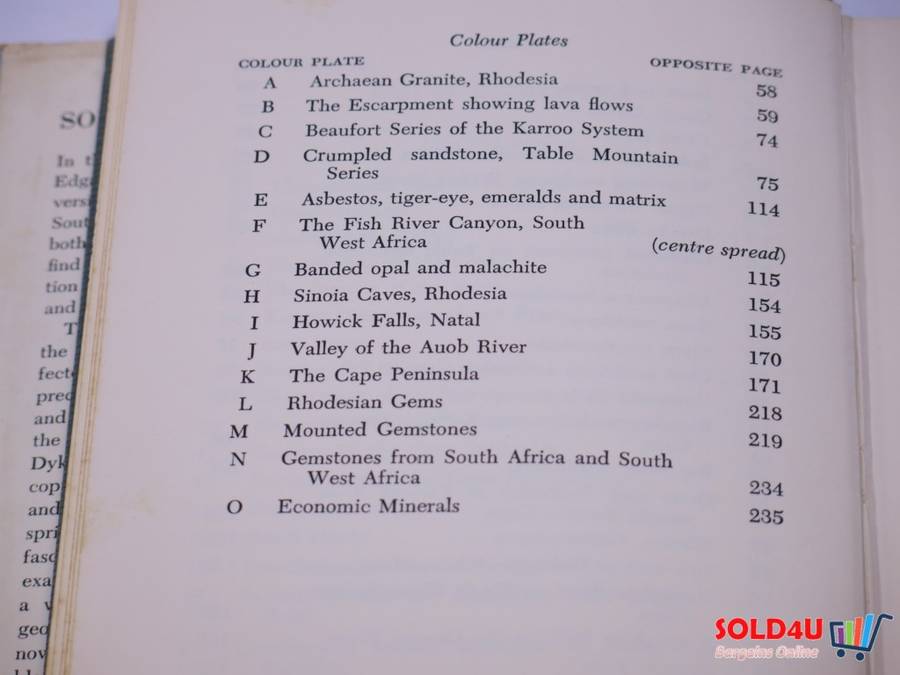 Colour Plates
COLOUR PLATE OPPOSITE PAGE
A Archaean Granite, Rhodesia 58
B The Escarpment showing lava flows 59
C Beaufort Series of the Karroo System 74
D Crumpled sandstone, Table Mountain
Series 75
E Asbestos, tiger-eye, emeralds and matrix 114
F The Fish River Canyon, South
West Africa (centre spread)
G Banded opal and malachite 115
H Sinoia Caves, Rhodesia 154
I Howick Falls, Natal 155
J Valley of the Auob River 170
K The Cape Peninsula 171
L Rhodesian Gems 218
M Mounted Gemstones 219
N Gemstones from South Africa and South
West Africa 234
O Economic Minerals 235
SO
In t
Edg
vers
Sout
both
find
tion
and
T
the
fect
prec
and
the
Dyk
cop
and
spri
fasc
exa
a v
geo
nov
SOLD4U
Bargains Online